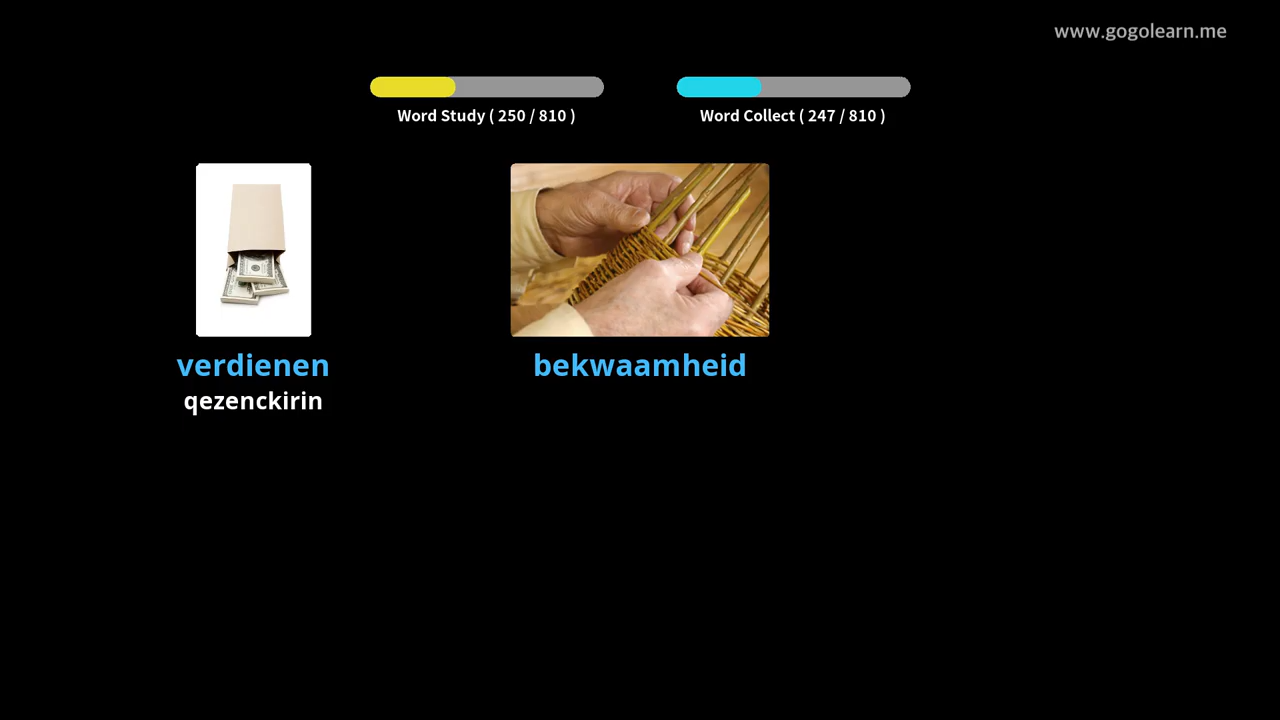 www.gogolearn.me
Word Study ( 250 / 810 )
Word Collect ( 247 / 810 )
verdienen
qezenckirin
bekwaamheid